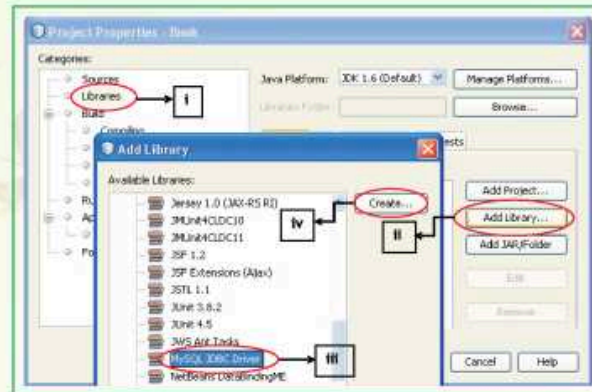 Project Properties - Book
Categories:
Sources
Libraries
Build
Compiling
i
Java Platform: JDK 1.6 (Default)
Manage Platforms...
Libraries Folder:
Browse...
Add Library
Available Libraries:
Jersey 1.0 (JAX-RS RI)
JMUnit4CLDC10
JMUnit4CLDC11
JSF 1.2
JSP Extensions (Ajax)
JSTL 1.1
JUnit 3.8.2
JUnit 4.5
JWS Ant Tasks
MySQL JDBC Driver
NetBeans DataBindingME
Create...
iv
ii
iii
Add Project...
Add Library...
Add JAR/Folder
Edit
Remove
Cancel
Help